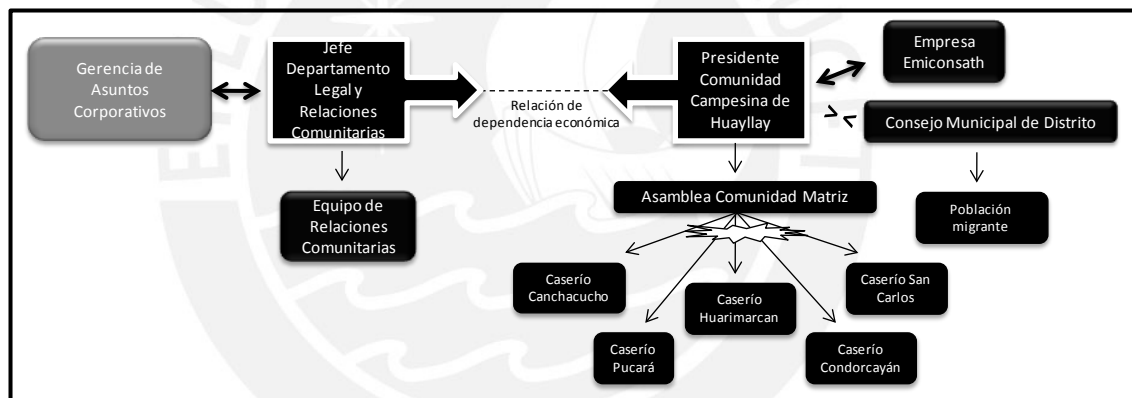 Gerencia de
Asuntos
Corporativos
Jefe
Departamento
Legal y
Relaciones
Comunitarias
Relación de
dependencia económica
Presidente
Comunidad
Campesina de
Huayllay
Empresa
Emiconsath
Consejo Municipal de Distrito
Equipo de
Relaciones
Comunitarias
Asamblea Comunidad Matriz
Población
migrante
Caserío
Canchacucho
Caserío
Huarimarcan
Caserío San
Carlos
Caserío
Pucará
Caserío
Condorcayán